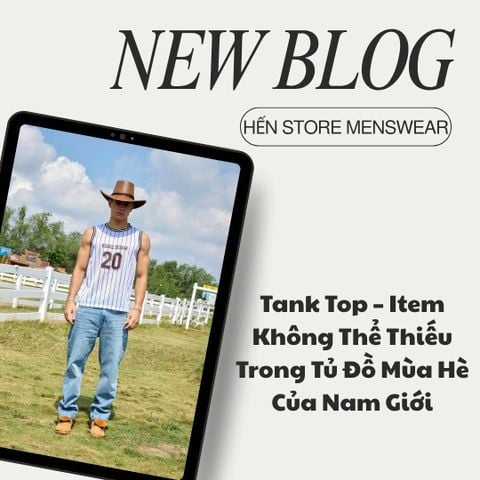 NEW BLOG
HẾN STORE MENSWEAR
20
Tank Top – Item
Không Thể Thiếu
Trong Tủ Đồ Mùa Hè
Của Nam Giới